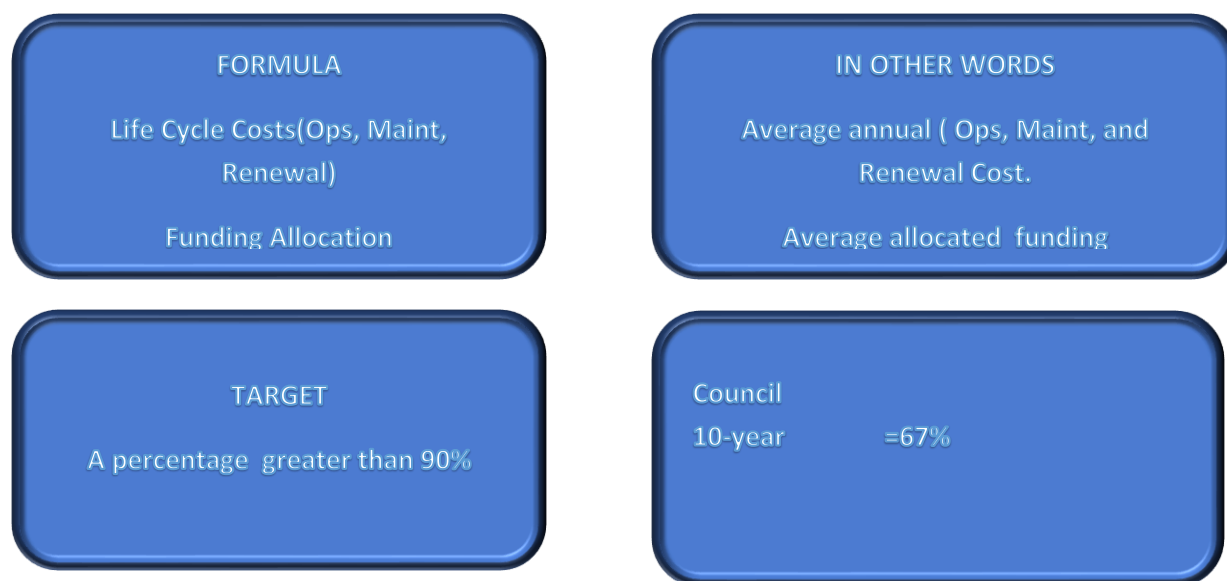 FORMULA
Life Cycle Costs(Ops, Maint,
Renewal)
Funding Allocation
IN OTHER WORDS
Average annual ( Ops, Maint, and
Renewal Cost.
Average allocated  funding
TARGET
A percentage  greater than 90%
Council
10-year =67%